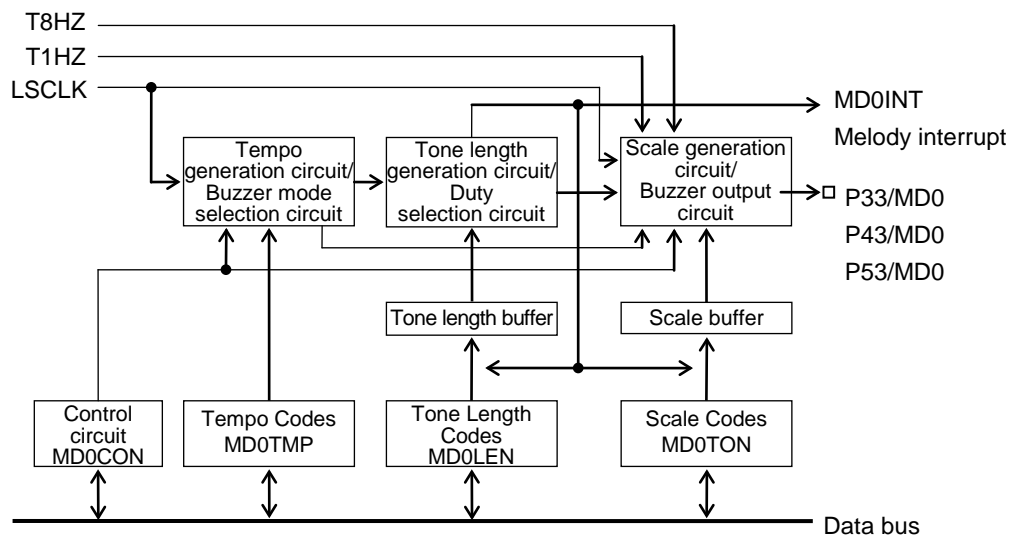 T8HZ
T1HZ
LSCLK
MD0INT
Melody interrupt
Tempo
generation circuit/
Buzzer mode
selection circuit
Tone length
generation circuit/
Duty
selection circuit
Scale generation
circuit/
Buzzer output
circuit
P33/MD0
P43/MD0
P53/MD0
Tone length buffer
Scale buffer
Control
circuit
MD0CON
Tempo Codes
MD0TMP
Tone Length
Codes
MD0LEN
Scale Codes
MD0TON
Data bus